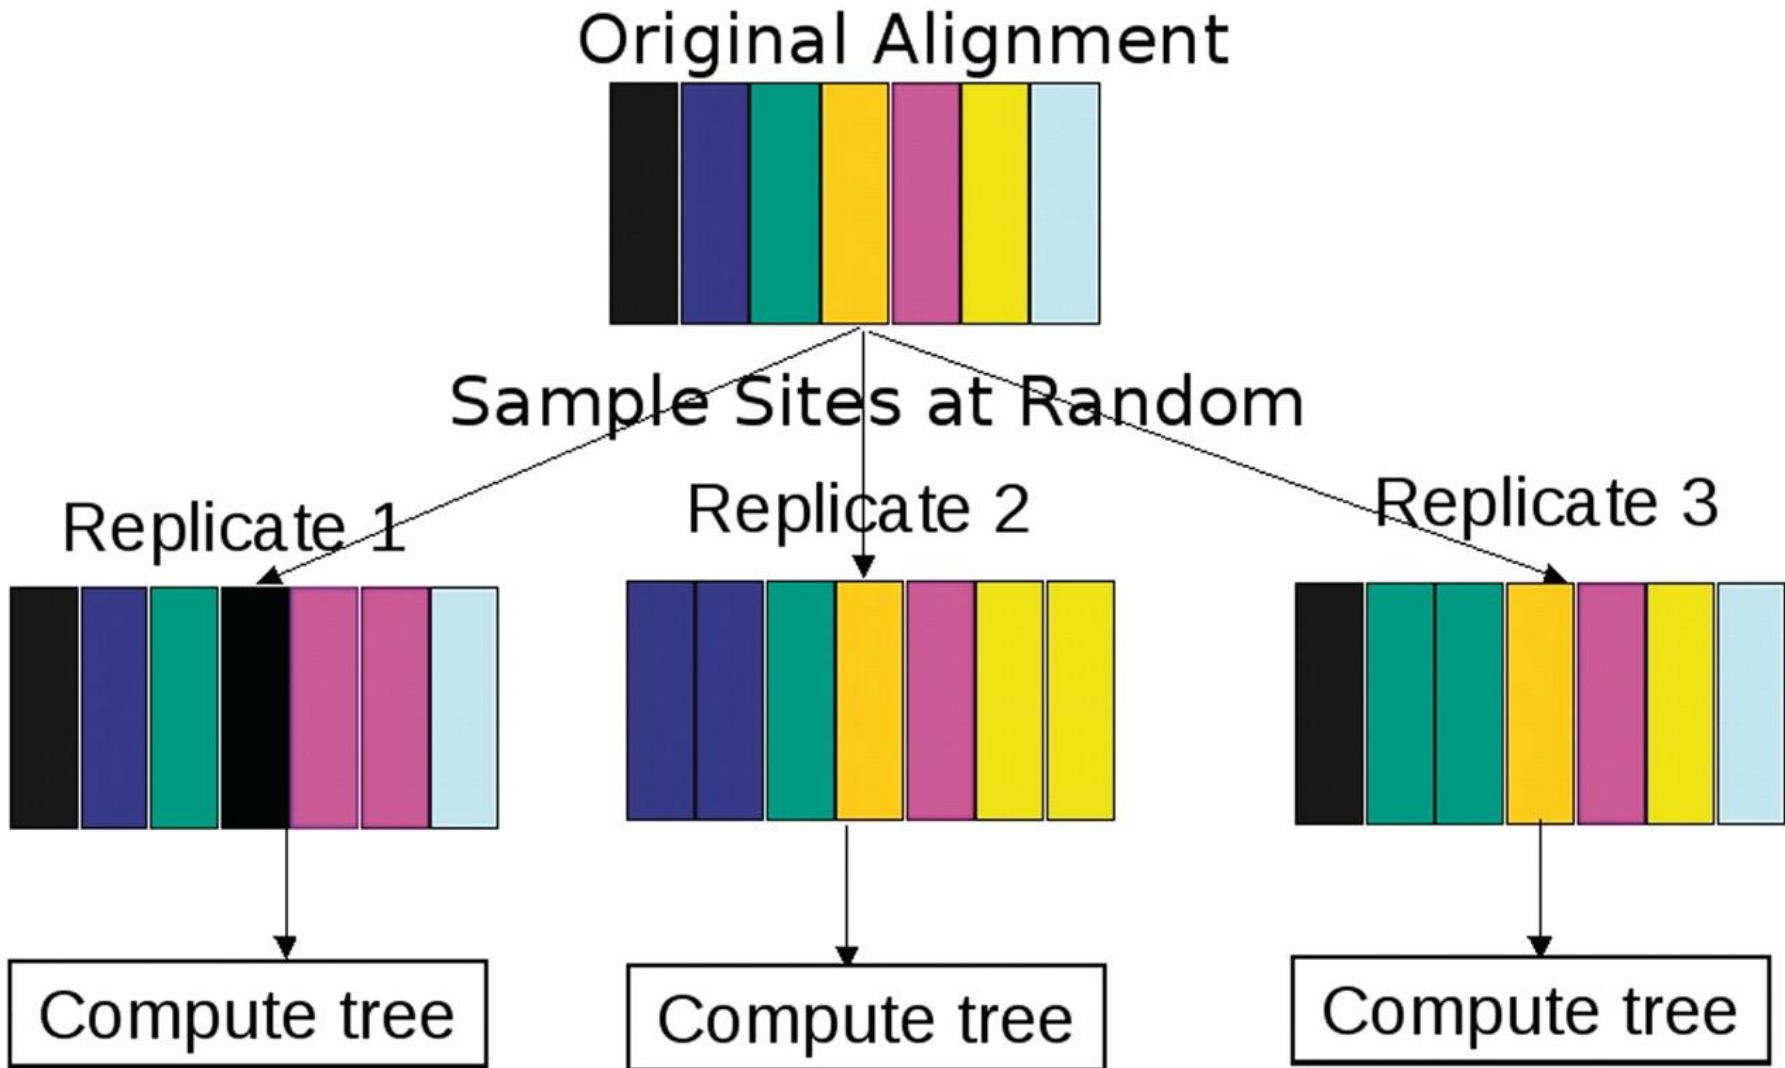 Original Alignment
Sample Sites at Random
Replicate 1
Replicate 2
Replicate 3
Compute tree
Compute tree
Compute tree